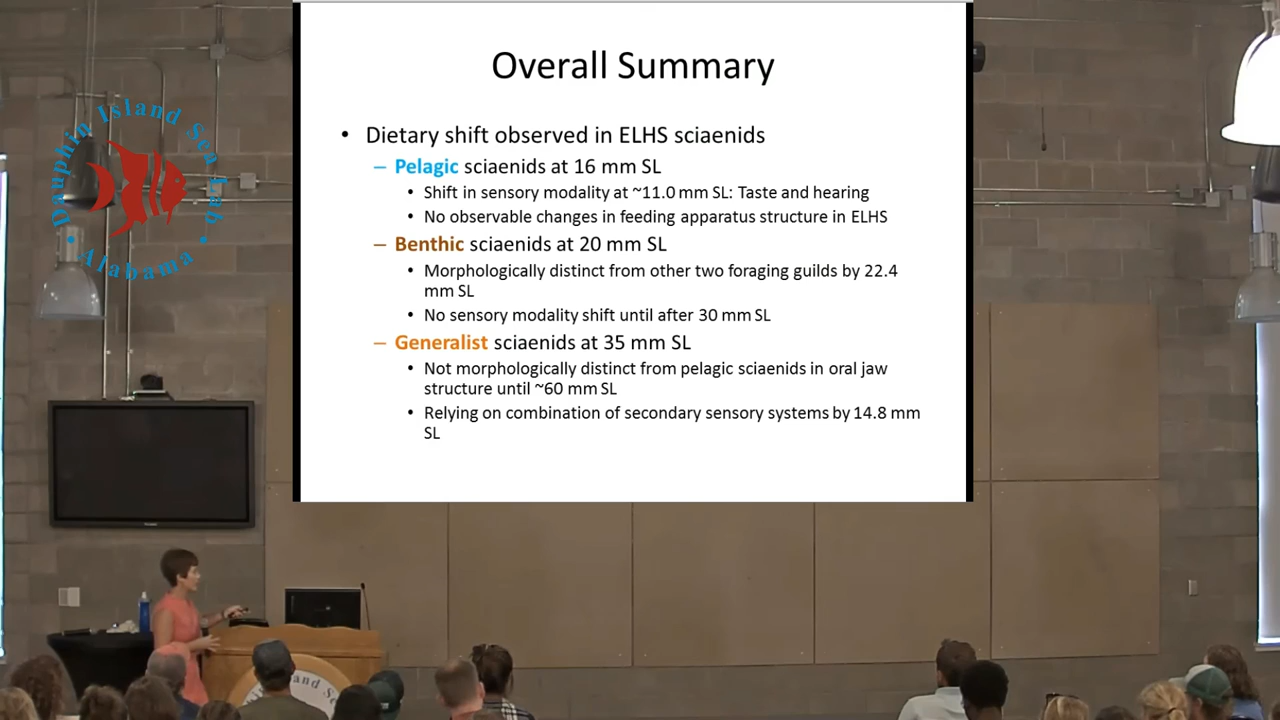 Overall Summary
• Dietary shift observed in ELHS sciaenids
– Pelagic sciaenids at 16 mm SL
• Shift in sensory modality at ~11.0 mm SL: Taste and hearing
• No observable changes in feeding apparatus structure in ELHS
– Benthic sciaenids at 20 mm SL
• Morphologically distinct from other two foraging guilds by 22.4
mm SL
• No sensory modality shift until after 30 mm SL
– Generalist sciaenids at 35 mm SL
• Not morphologically distinct from pelagic sciaenids in oral jaw
structure until ~60 mm SL
• Relying on combination of secondary sensory systems by 14.8 mm
SL
Dauphin Island Sea Lab
• Alabama •
and Se